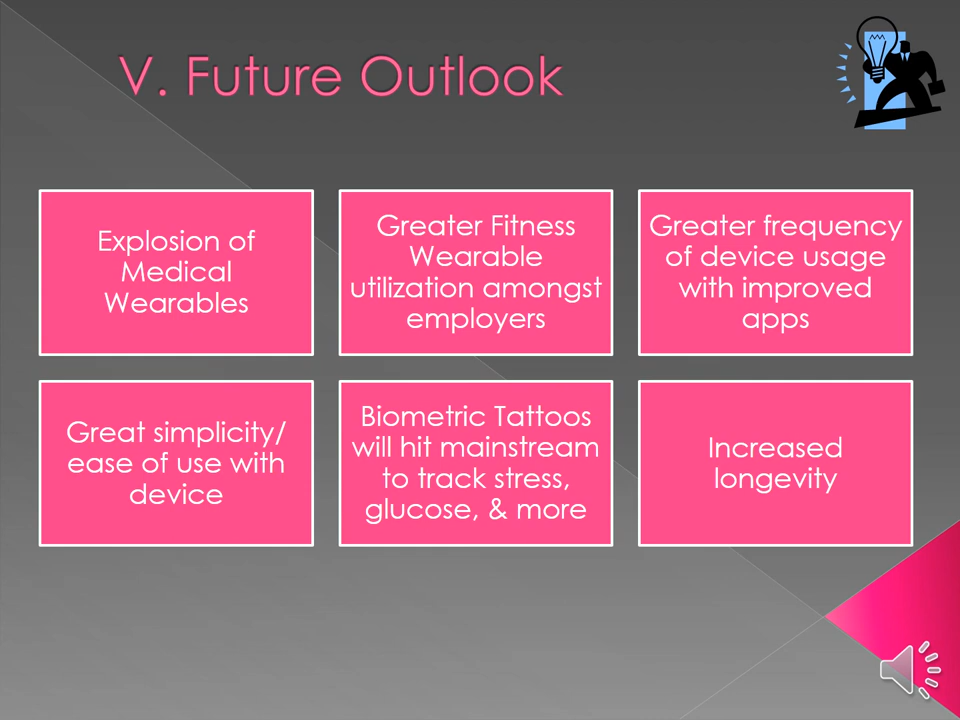 V. Future Outlook
Explosion of
Medical
Wearables
Greater Fitness
Wearable
utilization amongst
employers
Greater frequency
of device usage
with improved
apps
Great simplicity/
ease of use with
device
Biometric Tattoos
will hit mainstream
to track stress,
glucose, & more
Increased
longevity